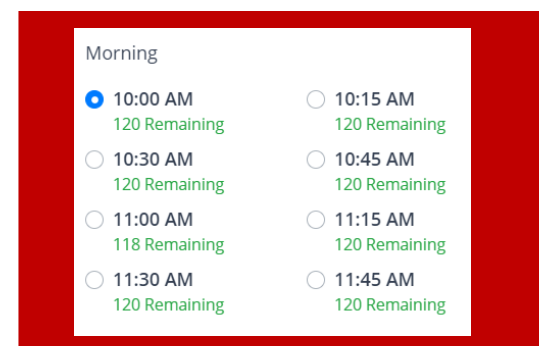 Morning
10:00 AM
120 Remaining
10:15 AM
120 Remaining
10:30 AM
120 Remaining
10:45 AM
120 Remaining
11:00 AM
118 Remaining
11:15 AM
120 Remaining
11:30 AM
120 Remaining
11:45 AM
120 Remaining